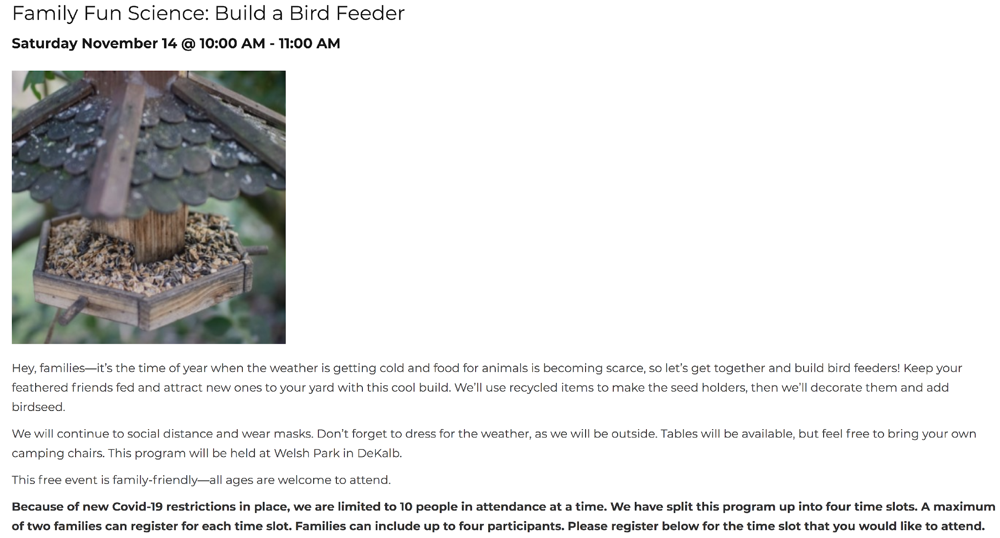 Family Fun Science: Build a Bird Feeder
Saturday November 14 @ 10:00 AM - 11:00 AM
Hey, families—it’s the time of year when the weather is getting cold and food for animals is becoming scarce, so let’s get together and build bird feeders! Keep your
feathered friends fed and attract new ones to your yard with this cool build. We’ll use recycled items to make the seed holders, then we’ll decorate them and add
birdseed.
We will continue to social distance and wear masks. Don’t forget to dress for the weather, as we will be outside. Tables will be available, but feel free to bring your own
camping chairs. This program will be held at Welsh Park in DeKalb.
This free event is family-friendly—all ages are welcome to attend.
Because of new Covid-19 restrictions in place, we are limited to 10 people in attendance at a time. We have split this program up into four time slots. A maximum
of two families can register for each time slot. Families can include up to four participants. Please register below for the time slot that you would like to attend.